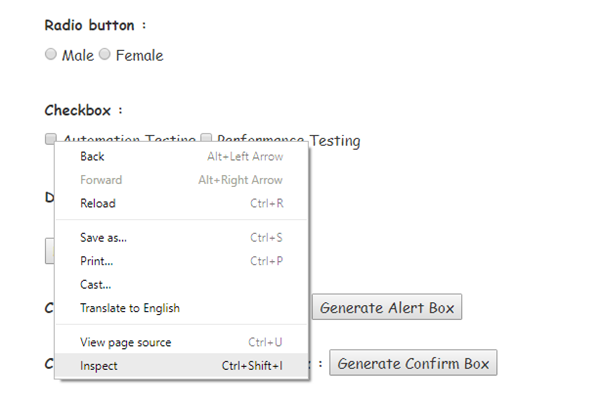 Radio button :
Male Female
Checkbox :
Automation Testing Performance Testing
Back Alt+Left Arrow
Forward Alt+Right Arrow
Reload Ctrl+R
Save as... Ctrl+S
Print... Ctrl+P
Cast...
Translate to English
Generate Alert Box
View page source Ctrl+U
Inspect Ctrl+Shift+I
: Generate Confirm Box